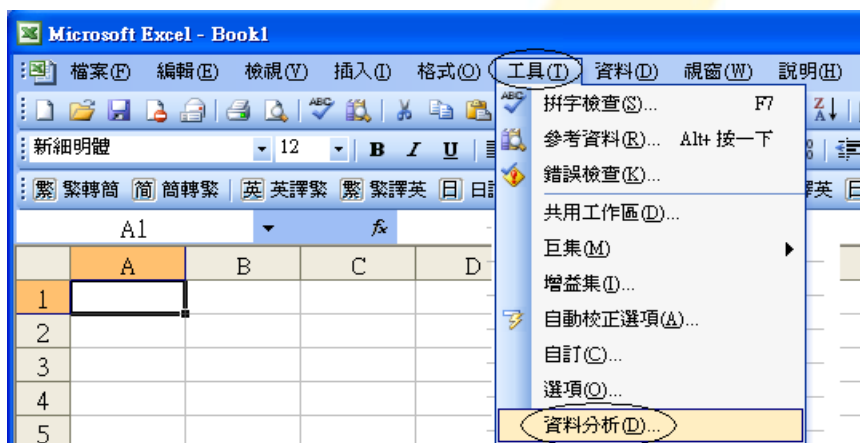 Microsoft Excel - Book1
檔案(F) 編輯(E) 檢視(V) 插入(I) 格式(O) 工具(T) 資料(D) 視窗(W) 說明(H)
新細明體 12 B I U
繁 繁轉簡 簡 簡轉繁 英 英譯繁 繁 繁譯英 日
A1 fx
A B C D
1
2
3
4
5
拼字檢查(S)... F7
參考資料(R)... Alt+ 按一下
錯誤檢查(K)...
共用工作區(D)...
巨集(M)
增益集(I)...
自動校正選項(A)...
自訂(C)...
選項(O)...
資料分析(D)...